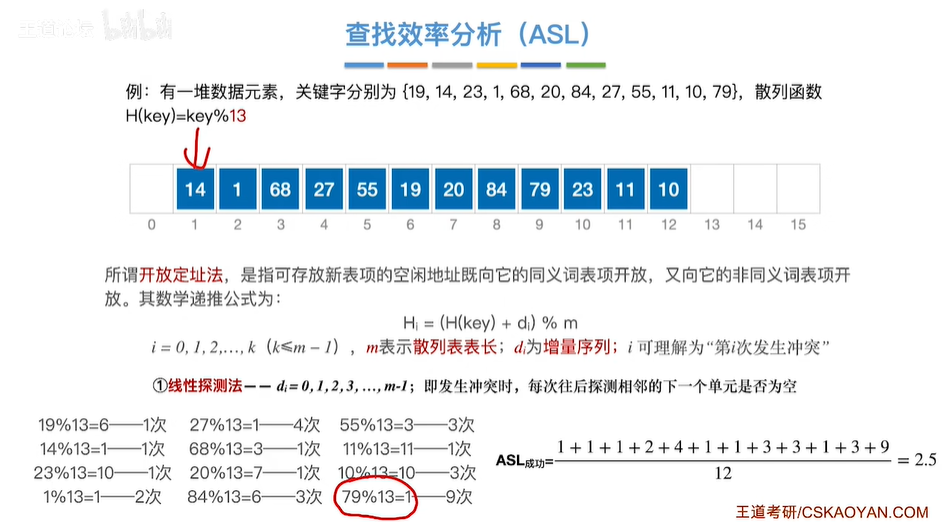 王道论坛 bilibili
查找效率分析（ASL）
例：有一堆数据元素，关键字分别为 {19, 14, 23, 1, 68, 20, 84, 27, 55, 11, 10, 79}，散列函数
H(key)=key%13
14 1 68 27 55 19 20 84 79 23 11 10
0 1 2 3 4 5 6 7 8 9 10 11 12 13 14 15
所谓开放定址法，是指可存放新表项的空闲地址既向它的同义词表项开放，又向它的非同义词表项开
放。其数学递推公式为：
Hᵢ = (H(key) + dᵢ) % m
i = 0, 1, 2,…, k（k≤m – 1），m表示散列表表长；dᵢ为增量序列；i 可理解为“第i次发生冲突”
①线性探测法—— dᵢ= 0, 1, 2, 3, …, m-1；即发生冲突时，每次往后探测相邻的下一个单元是否为空
19%13=6——1次 27%13=1——4次 55%13=3——3次
14%13=1——1次 68%13=3——1次 11%13=11——1次
23%13=10——1次 20%13=7——1次 10%13=10——3次
1%13=1——2次 84%13=6——3次 79%13=1——9次
ASL成功= (1 + 1 + 1 + 2 + 4 + 1 + 1 + 3 + 3 + 1 + 3 + 9)/12 = 2.5
王道考研/CSKAOYAN.COM